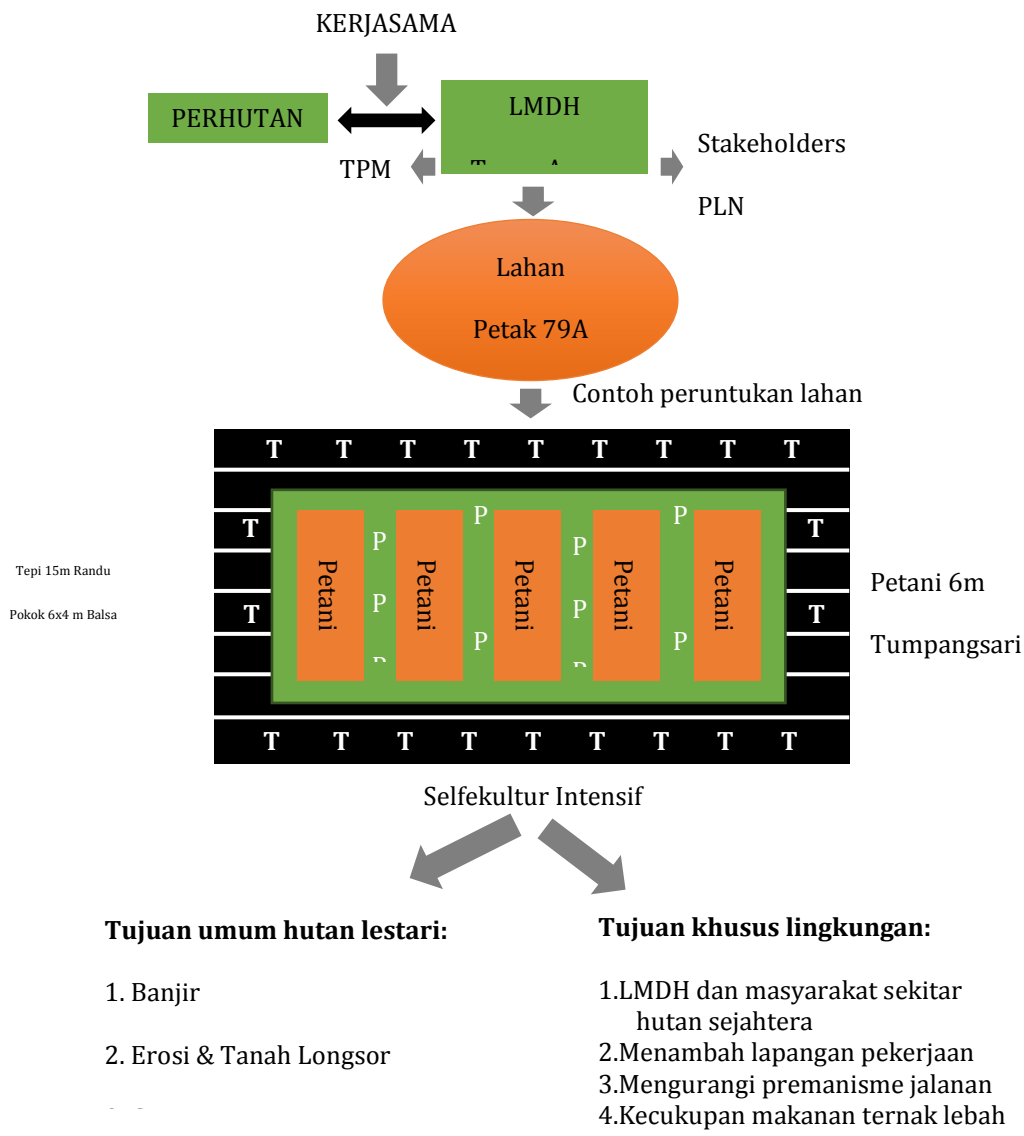 KERJASAMA
PERHUTAN
LMDH
TPM
Stakeholders
PLN
Lahan
Petak 79A
Contoh peruntukan lahan
T T T T T T T T T
P P
T T
P P
Petani Petani Petani Petani Petani
Tepi 15m Randu
Petani 6m
P P
Pokok 6x4 m Balsa
T T
P P
Tumpangsari
T T T T T T T T T
Selfekultur Intensif
Tujuan umum hutan lestari:
1. Banjir
2. Erosi & Tanah Longsor
Tujuan khusus lingkungan:
1.LMDH dan masyarakat sekitar
hutan sejahtera
2.Menambah lapangan pekerjaan
3.Mengurangi premanisme jalanan
4.Kecukupan makanan ternak lebah